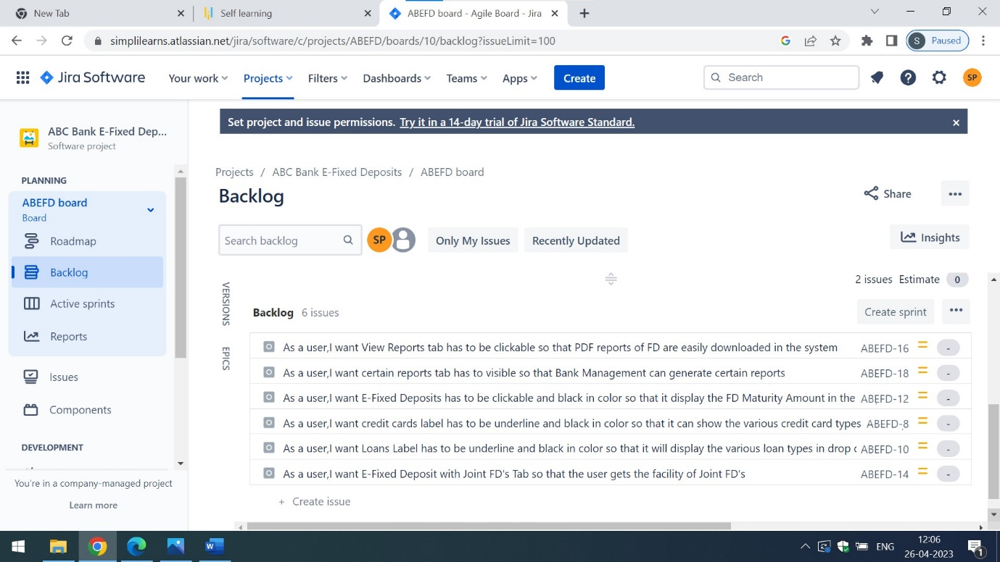 New Tab
Self learning
ABEFD board - Agile Board - Jira
simplilearns.atlassian.net/jira/software/c/projects/ABEFD/boards/10/backlog?issueLimit=100
S Paused
Jira Software Your work Projects Filters Dashboards Teams Apps Create Search SP
Set project and issue permissions. Try it in a 14-day trial of Jira Software Standard.
ABC Bank E-Fixed Dep...
Software project
PLANNING
ABEFD board
Board
Roadmap
Backlog
Active sprints
Reports
Issues
Components
DEVELOPMENT
You're in a company-managed project
Learn more
Projects / ABC Bank E-Fixed Deposits / ABEFD board
Backlog
Share
Search backlog SP Only My Issues Recently Updated Insights
VERSIONS
EPICS
2 issues Estimate 0
Backlog 6 issues Create sprint
As a user,I want View Reports tab has to be clickable so that PDF reports of FD are easily downloaded in the system ABEFD-16 -
As a user,I want certain reports tab has to visible so that Bank Management can generate certain reports ABEFD-18 -
As a user,I want E-Fixed Deposits has to be clickable and black in color so that it display the FD Maturity Amount in the ABEFD-12 -
As a user,I want credit cards label has to be underline and black in color so that it can show the various credit card types ABEFD-8 -
As a user,I want Loans Label has to be underline and black in color so that it will display the various loan types in drop ABEFD-10 -
As a user,I want E-Fixed Deposit with Joint FD's Tab so that the user gets the facility of Joint FD's ABEFD-14 -
+ Create issue
ENG
12:06
26-04-2023
1